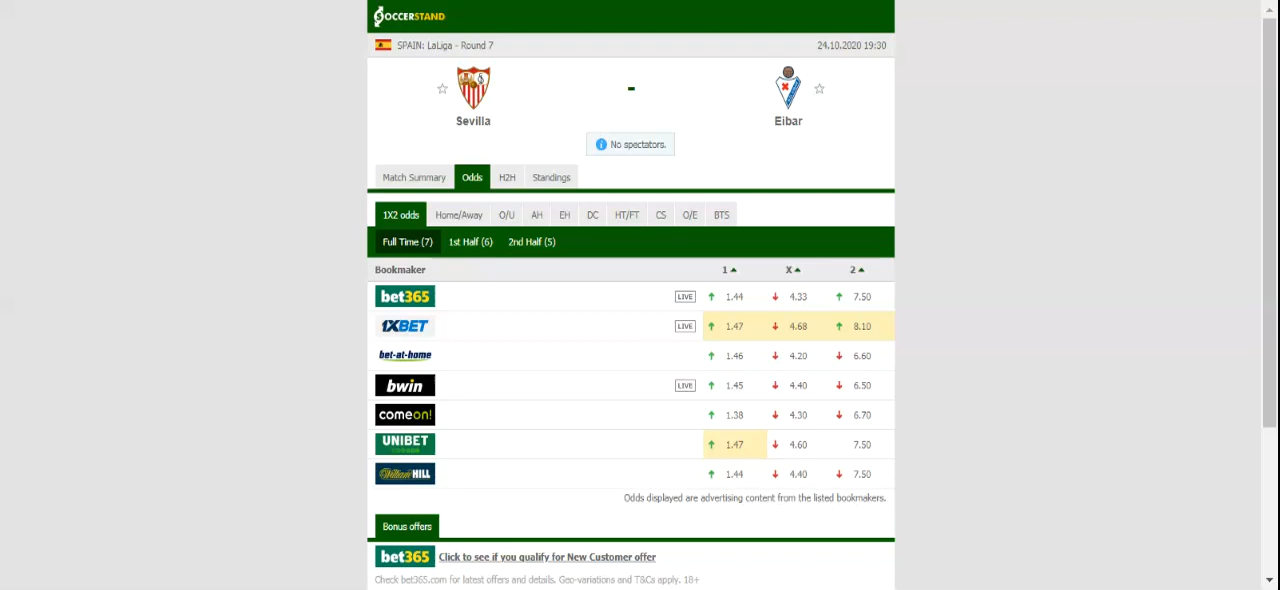 SOCCERSTAND
SPAIN: LaLiga - Round 7 24.10.2020 19:30
-
Sevilla Eibar
No spectators.
Match Summary Odds H2H Standings
1X2 odds Home/Away O/U AH EH DC HT/FT CS O/E BTS
Full Time (7) 1st Half (6) 2nd Half (5)
Bookmaker 1 X 2
bet365 LIVE 1.44 4.33 7.50
1XBET LIVE 1.47 4.68 8.10
bet-at-home 1.46 4.20 6.60
bwin LIVE 1.45 4.40 6.50
comeon! 1.38 4.30 6.70
UNIBET 1.47 4.60 7.50
William HILL 1.44 4.40 7.50
Odds displayed are advertising content from the listed bookmakers.
Bonus offers
bet365 Click to see if you qualify for New Customer offer
Check bet365.com for latest offers and details. Geo-variations and T&Cs apply. 18+